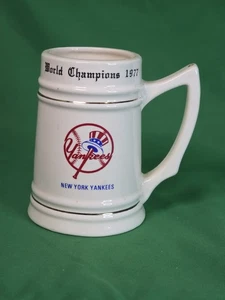 World Champions 1977
Yankees
NEW YORK YANKEES